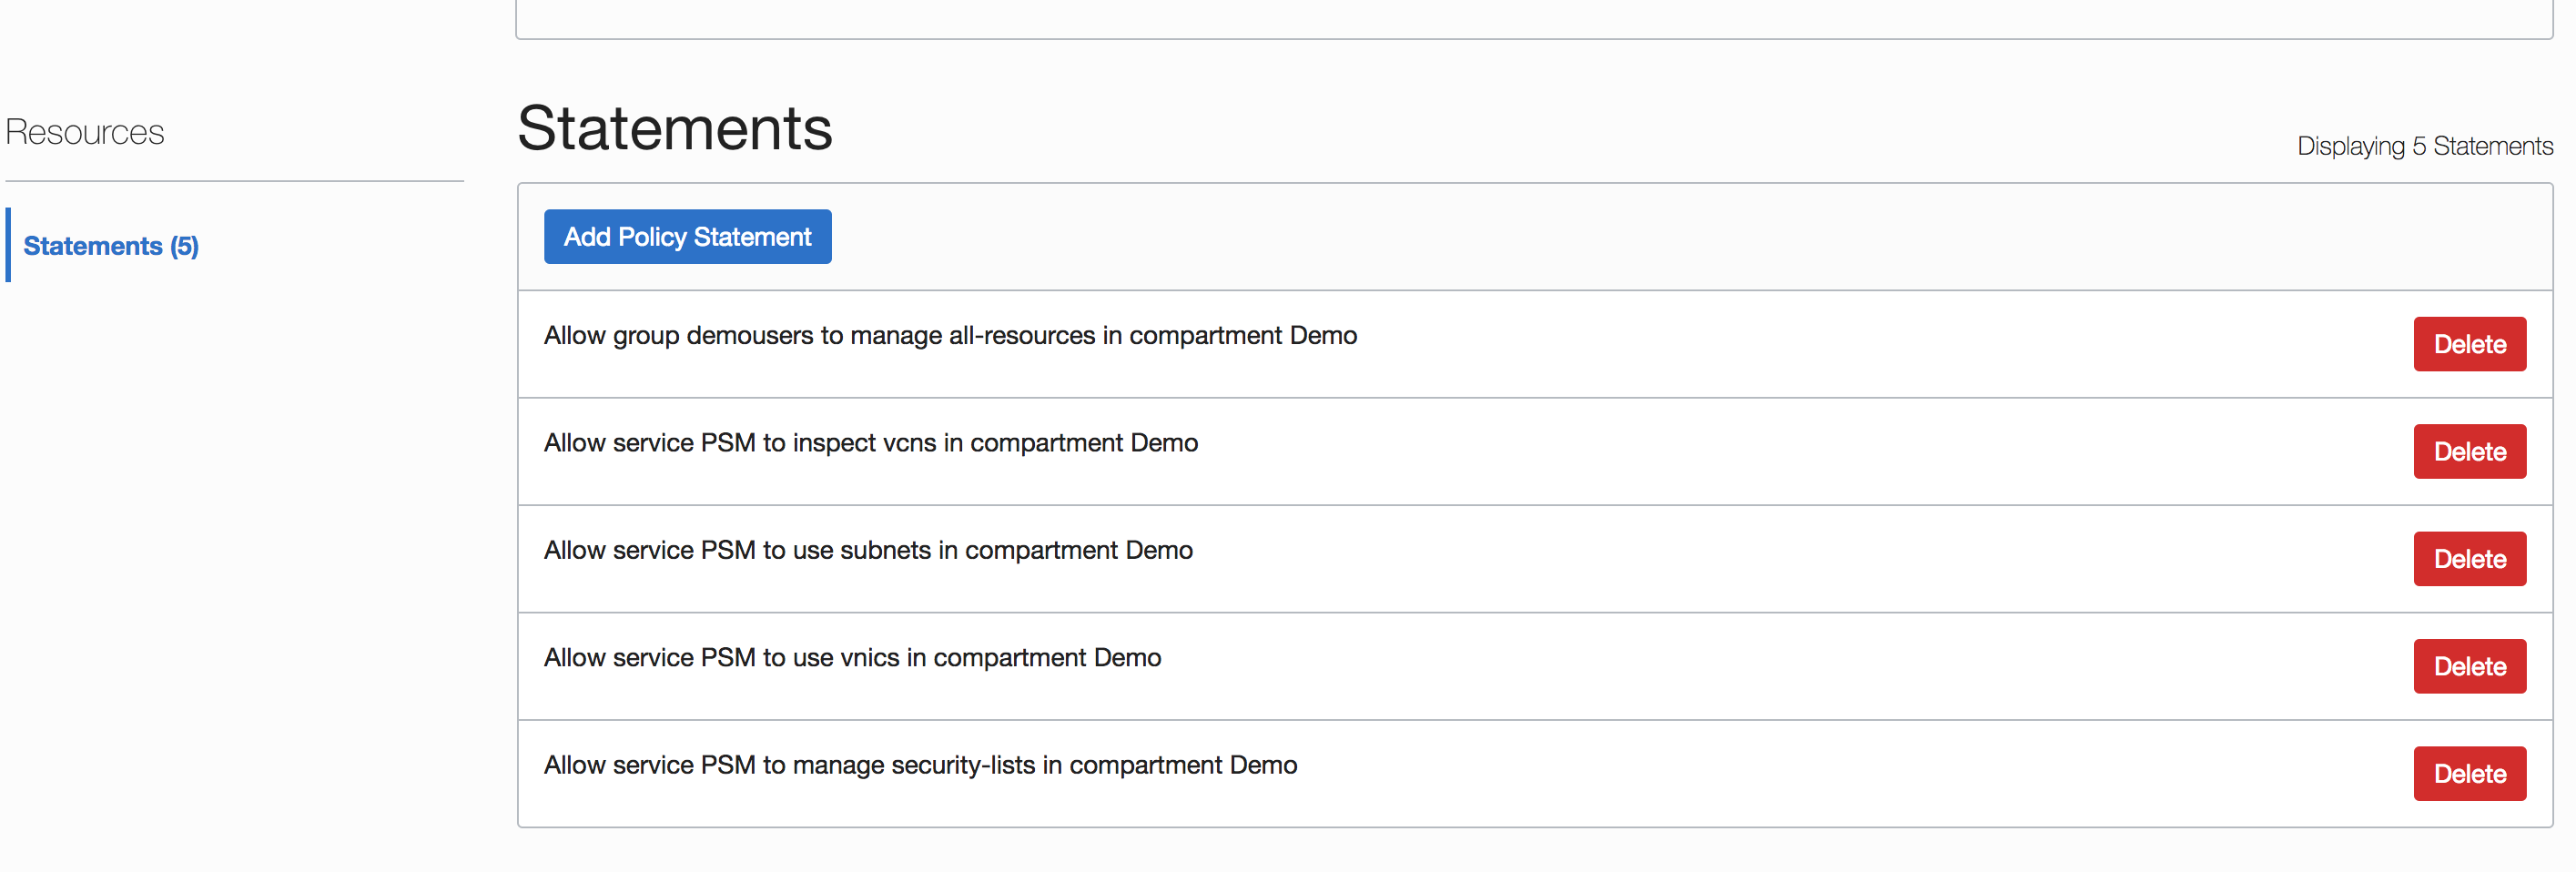 Resources
Statements (5)
Statements
Displaying 5 Statements
Add Policy Statement
Allow group demousers to manage all-resources in compartment Demo
Delete
Allow service PSM to inspect vcns in compartment Demo
Delete
Allow service PSM to use subnets in compartment Demo
Delete
Allow service PSM to use vnics in compartment Demo
Delete
Allow service PSM to manage security-lists in compartment Demo
Delete